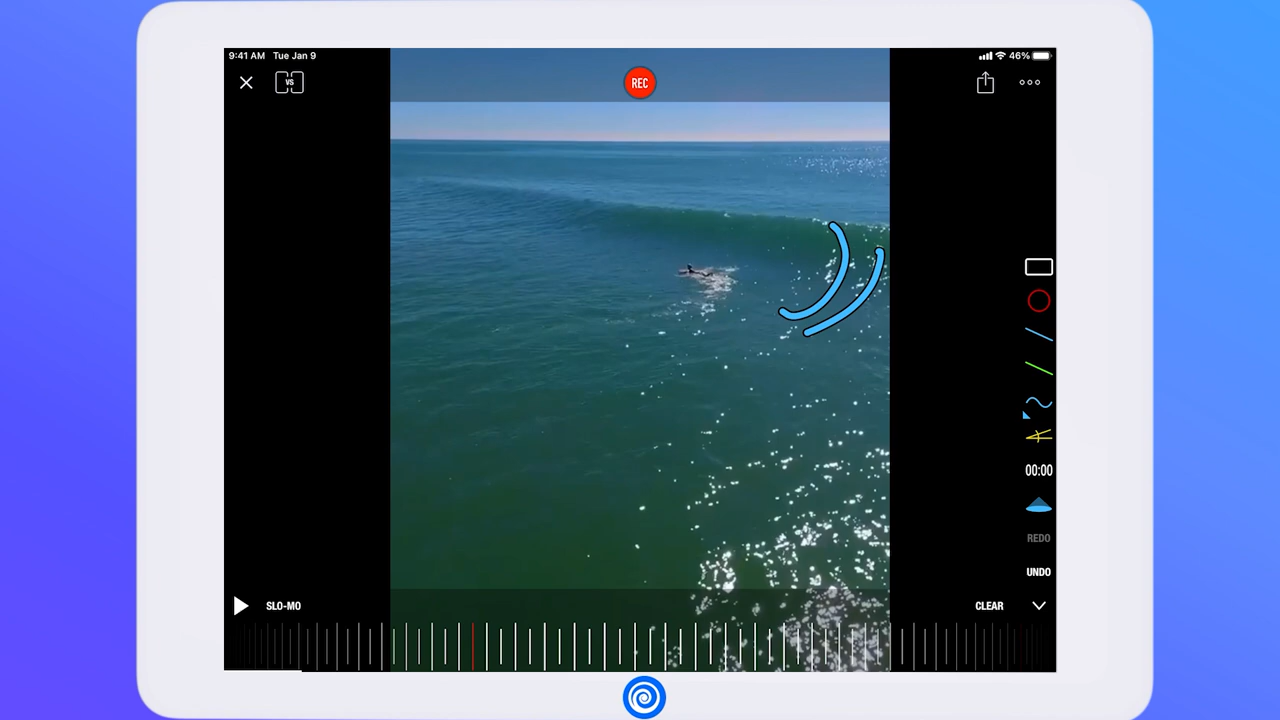 9:41 AM Tue Jan 9
46%
VS
REC
00:00
REDO
UNDO
SLO-MO
CLEAR